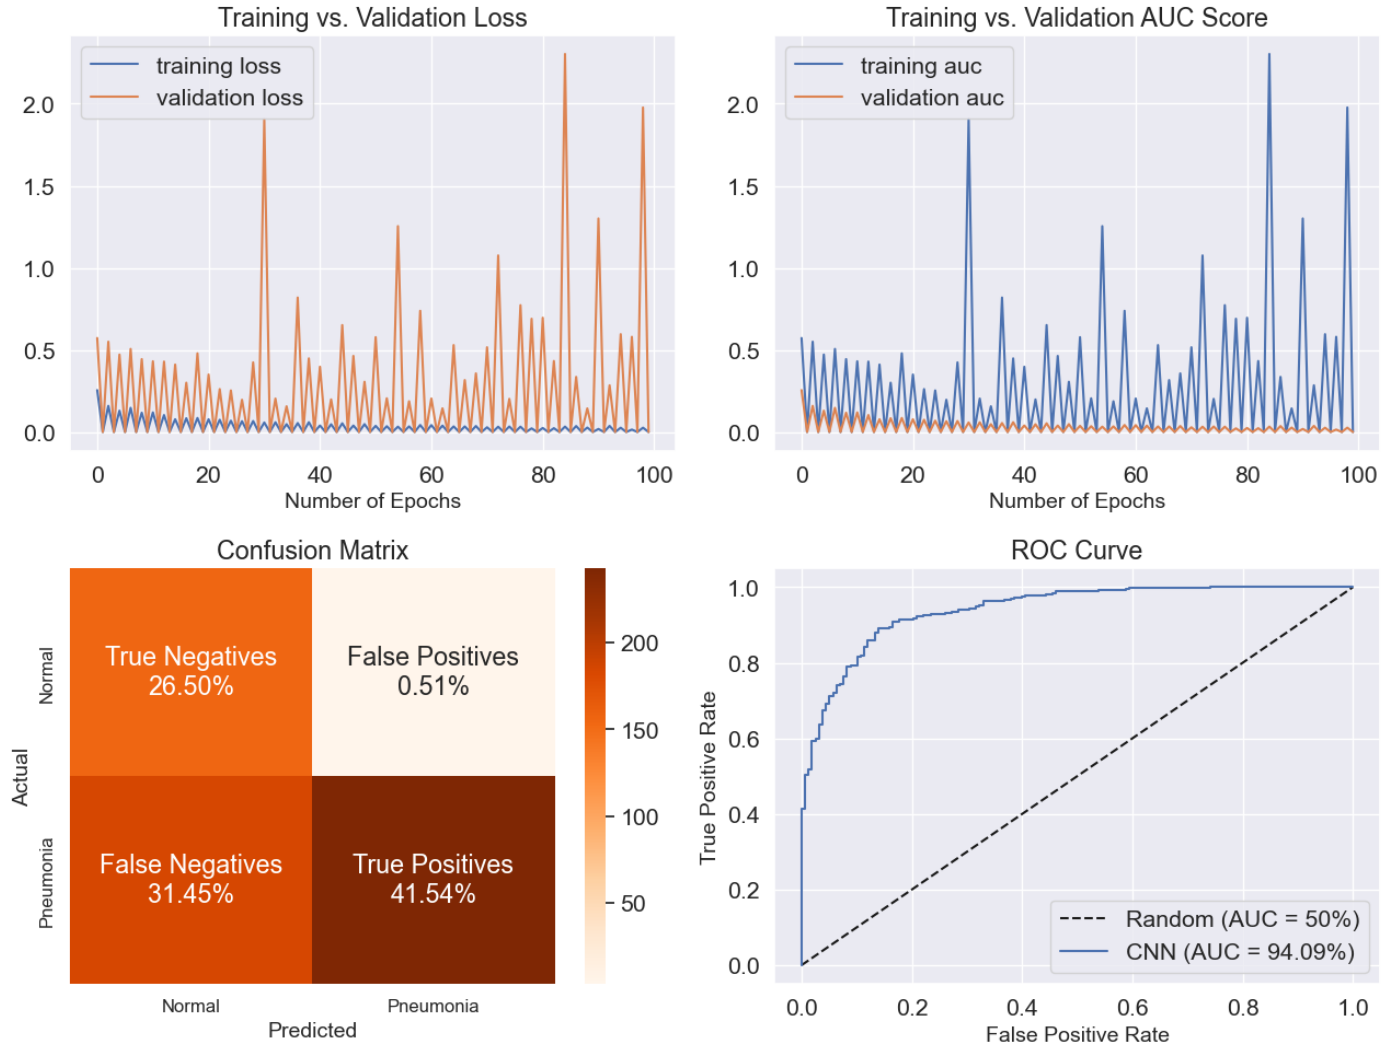 Training vs. Validation Loss
training loss
validation loss
2.0
1.5
1.0
0.5
0.0
0
20
40
60
80
100
Number of Epochs
Training vs. Validation AUC Score
training auc
validation auc
2.0
1.5
1.0
0.5
0.0
0
20
40
60
80
100
Number of Epochs
Confusion Matrix
Actual
Normal
Pneumonia
True Negatives
26.50%
False Positives
0.51%
False Negatives
31.45%
True Positives
41.54%
Normal
Pneumonia
Predicted
200
150
100
50
ROC Curve
True Positive Rate
1.0
0.8
0.6
0.4
0.2
0.0
Random (AUC = 50%)
CNN (AUC = 94.09%)
0.0
0.2
0.4
0.6
0.8
1.0
False Positive Rate